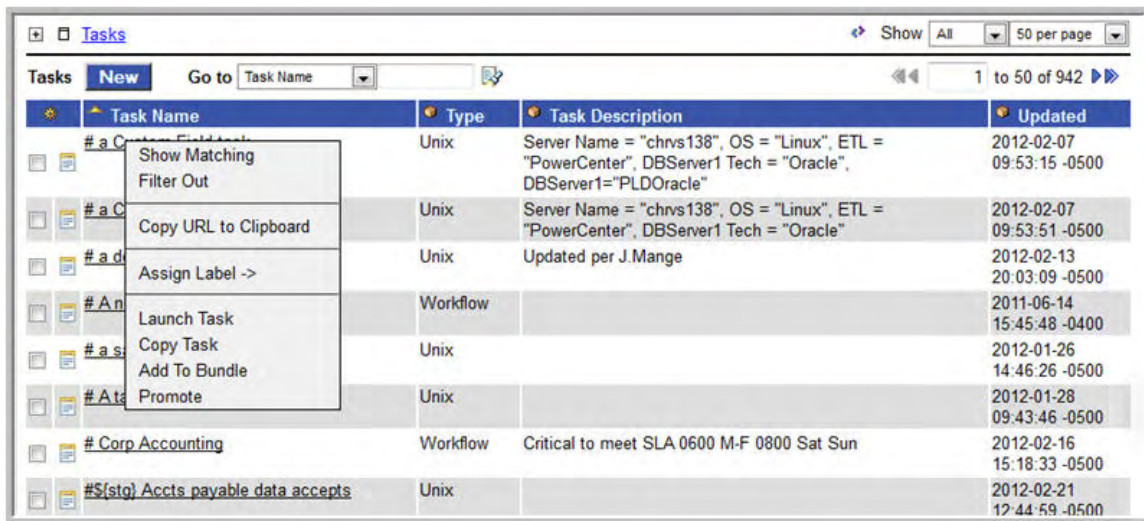 Tasks
Show All 50 per page
Tasks New Go to Task Name 1 to 50 of 942
Task Name Type Task Description Updated
# a Custom Field task Unix Server Name = "chrvs138", OS = "Linux", ETL = 2012-02-07
"PowerCenter", DBServer1 Tech = "Oracle", 09:53:15 -0500
DBServer1="PLDOracle"
# a C Unix Server Name = "chrvs138", OS = "Linux", ETL = 2012-02-07
"PowerCenter", DBServer1 Tech = "Oracle" 09:53:51 -0500
# a d Unix Updated per J.Mange 2012-02-13
20:03:09 -0500
# A n Workflow 2011-06-14
15:45:48 -0400
# a s Unix 2012-01-26
14:46:26 -0500
# A ta Unix 2012-01-28
09:43:46 -0500
# Corp Accounting Workflow Critical to meet SLA 0600 M-F 0800 Sat Sun 2012-02-16
15:18:33 -0500
#${stg} Accts payable data accepts Unix 2012-02-21
12:44:59 -0500
Show Matching
Filter Out
Copy URL to Clipboard
Assign Label ->
Launch Task
Copy Task
Add To Bundle
Promote